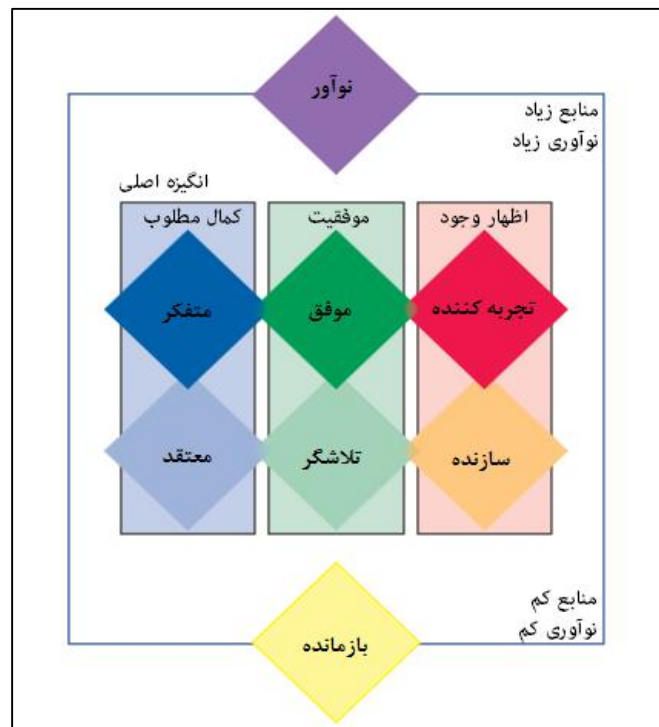 نوآور
منابع زیاد
نوآوری زیاد
انگیزه اصلی
اظهار وجود
موفقیت
کمال مطلوب
تجربه کننده
موفق
متفکر
سازنده
تلاشگر
معتقد
منابع کم
نوآوری کم
بازمانده